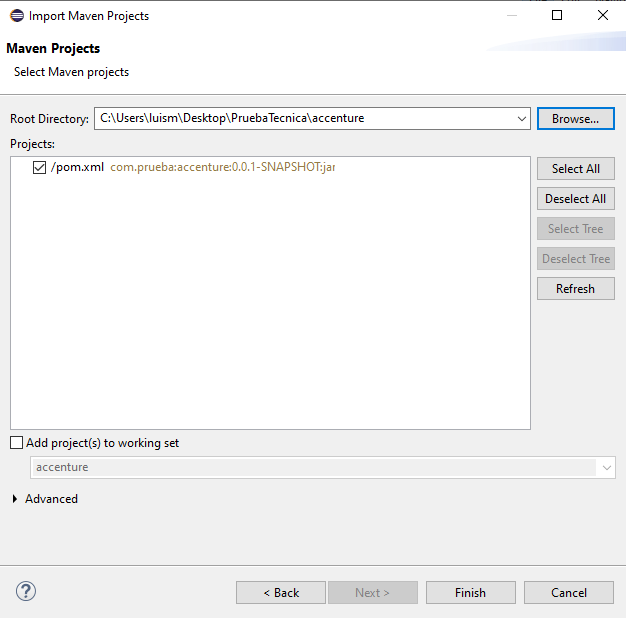 Import Maven Projects
Maven Projects
Select Maven projects
Root Directory: C:\Users\luism\Desktop\PruebaTecnica\accenture Browse...
Projects:
/pom.xml com.prueba:accenture:0.0.1-SNAPSHOT:jar
Select All
Deselect All
Select Tree
Deselect Tree
Refresh
Add project(s) to working set
accenture
Advanced
? < Back Next > Finish Cancel